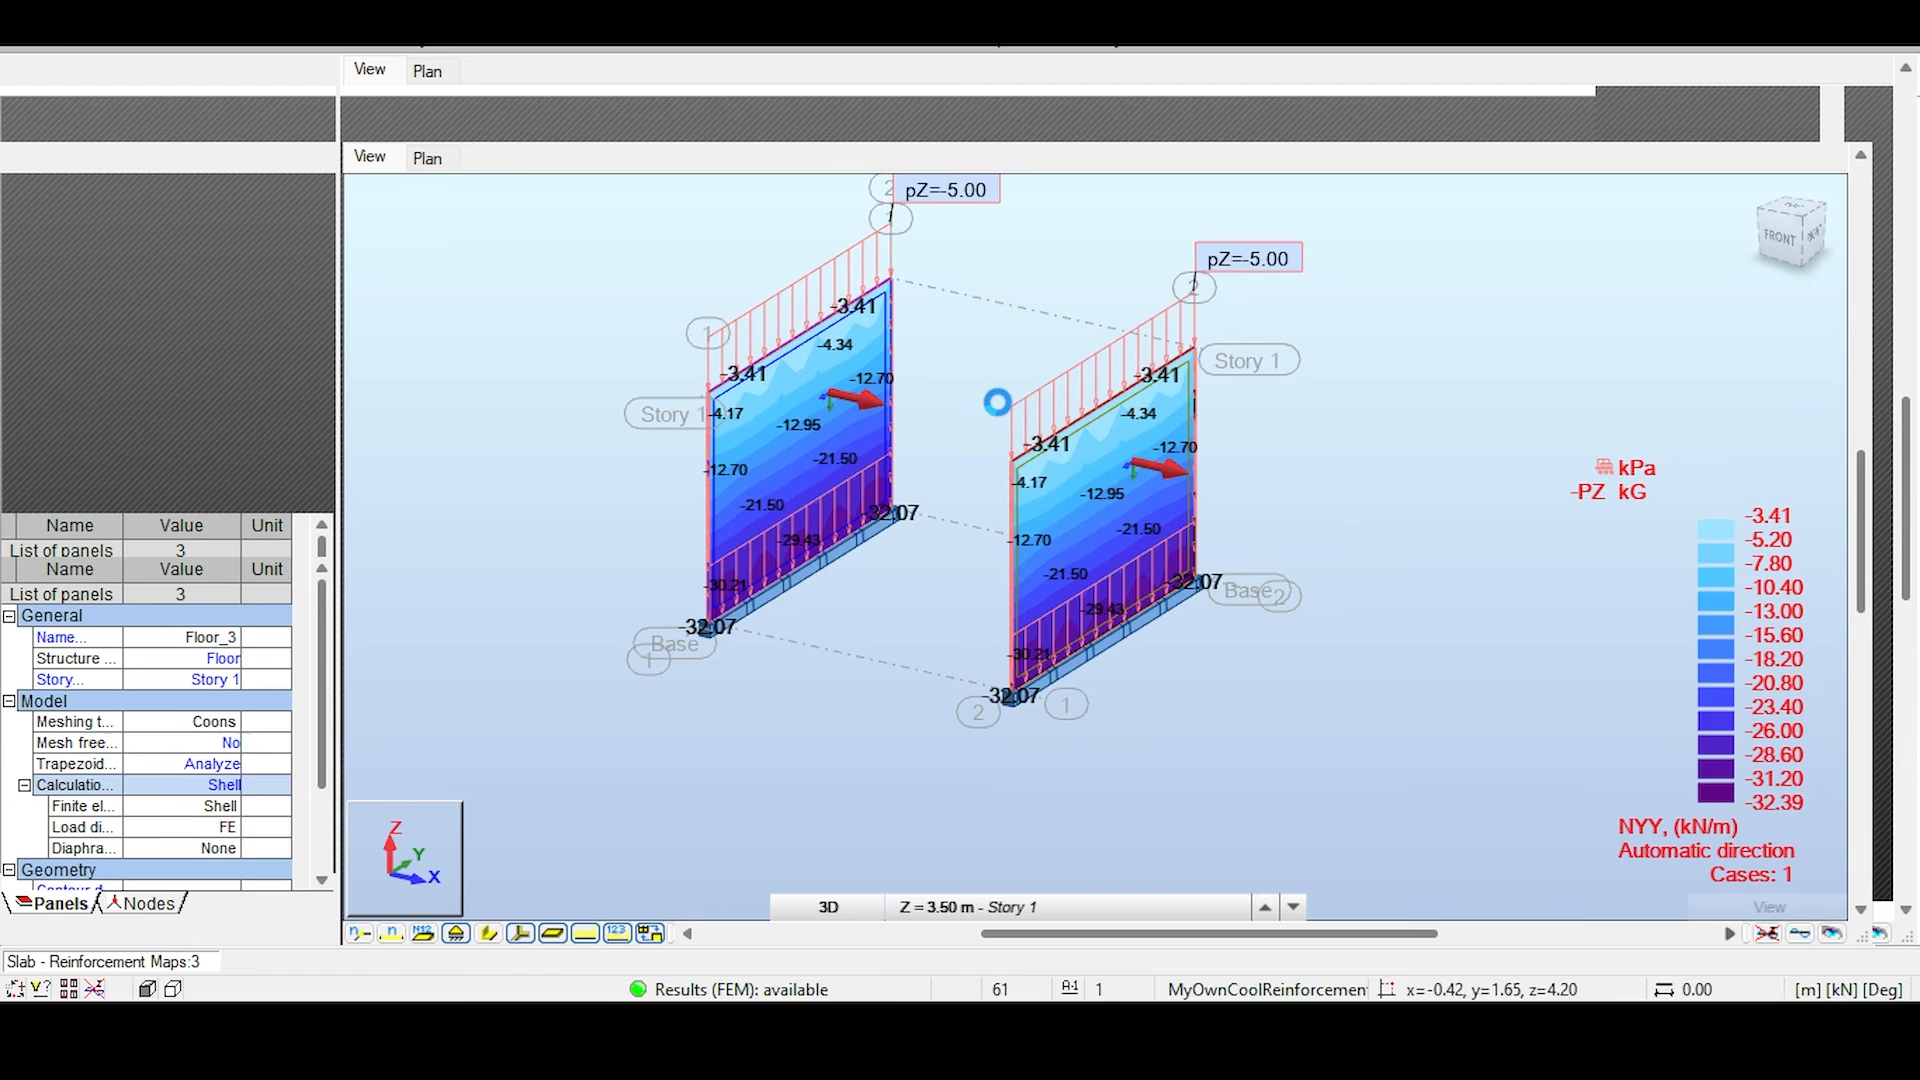 View Plan
View Plan
2 pZ=-5.00
1
pZ=-5.00
2
1
-3.41
-4.34
-3.41
-12.70
Story 1
-4.17
-12.95
-12.70
-21.50
-21.50
-32.07
-29.43
-30.21
-32.07
Base
1
Story 1
-3.41
-4.34
-3.41
-12.70
-4.17
-12.95
-21.50
-12.70
-21.50
-32.07
Base 2
-29.43
-30.21
-32.07
2 1
FRONT
kPa
-PZ kG
-3.41
-5.20
-7.80
-10.40
-13.00
-15.60
-18.20
-20.80
-23.40
-26.00
-28.60
-31.20
-32.39
NYY, (kN/m)
Automatic direction
Cases: 1
View
Name Value Unit
List of panels 3
Name Value Unit
List of panels 3
General
Name... Floor_3
Structure ... Floor
Story... Story 1
Model
Meshing t... Coons
Mesh free... No
Trapezoid... Analyze
Calculatio... Shell
Finite el... Shell
Load di... FE
Diaphra... None
Geometry
Panels Nodes
Z
Y
X
3D Z = 3.50 m - Story 1
Slab - Reinforcement Maps:3
Results (FEM): available 61 1 MyOwnCoolReinforcemen x=-0.42, y=1.65, z=4.20 0.00 [m] [kN] [Deg]